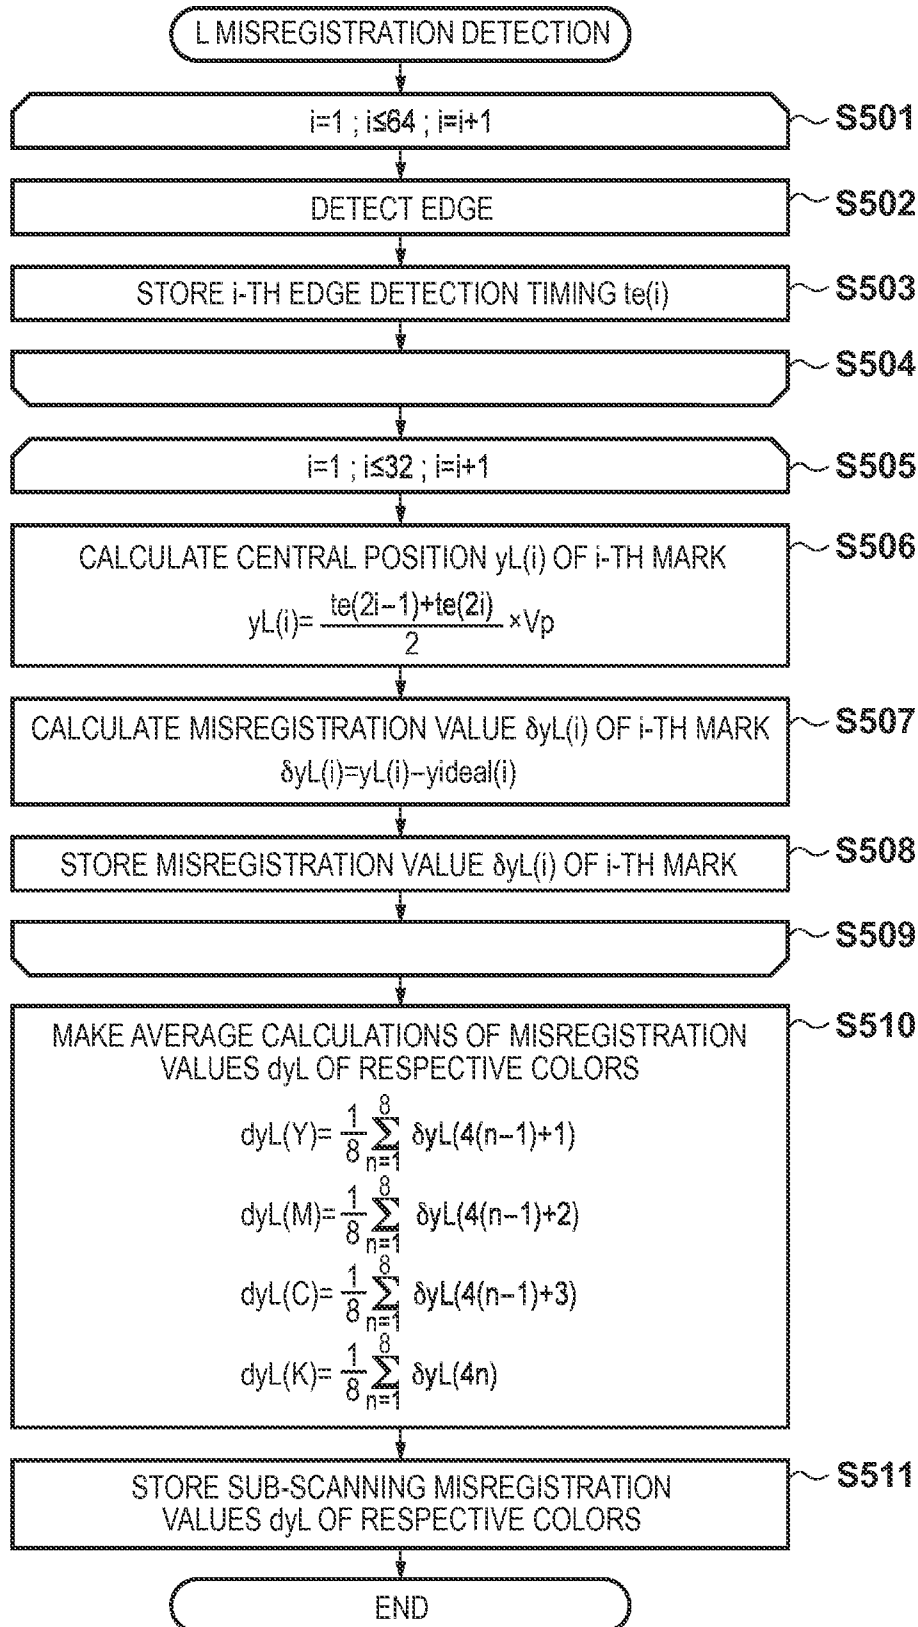 L MISREGISTRATION DETECTION
i=1 ; i≤64 ; i=i+1
S501
DETECT EDGE
S502
STORE i-TH EDGE DETECTION TIMING te(i)
S503
S504
i=1 ; i≤32 ; i=i+1
S505
CALCULATE CENTRAL POSITION yL(i) OF i-TH MARK
S506
yL(i)= te(2i−1)+te(2i) / 2 ×Vp
CALCULATE MISREGISTRATION VALUE δyL(i) OF i-TH MARK
S507
δyL(i)=yL(i)−yideal(i)
STORE MISREGISTRATION VALUE δyL(i) OF i-TH MARK
S508
S509
MAKE AVERAGE CALCULATIONS OF MISREGISTRATION
S510
VALUES dyL OF RESPECTIVE COLORS
dyL(Y)= 1/8 8 ∑ n=1 δyL(4(n−1)+1)
dyL(M)= 1/8 8 ∑ n=1 δyL(4(n−1)+2)
dyL(C)= 1/8 8 ∑ n=1 δyL(4(n−1)+3)
dyL(K)= 1/8 8 ∑ n=1 δyL(4n)
STORE SUB-SCANNING MISREGISTRATION
S511
VALUES dyL OF RESPECTIVE COLORS
END